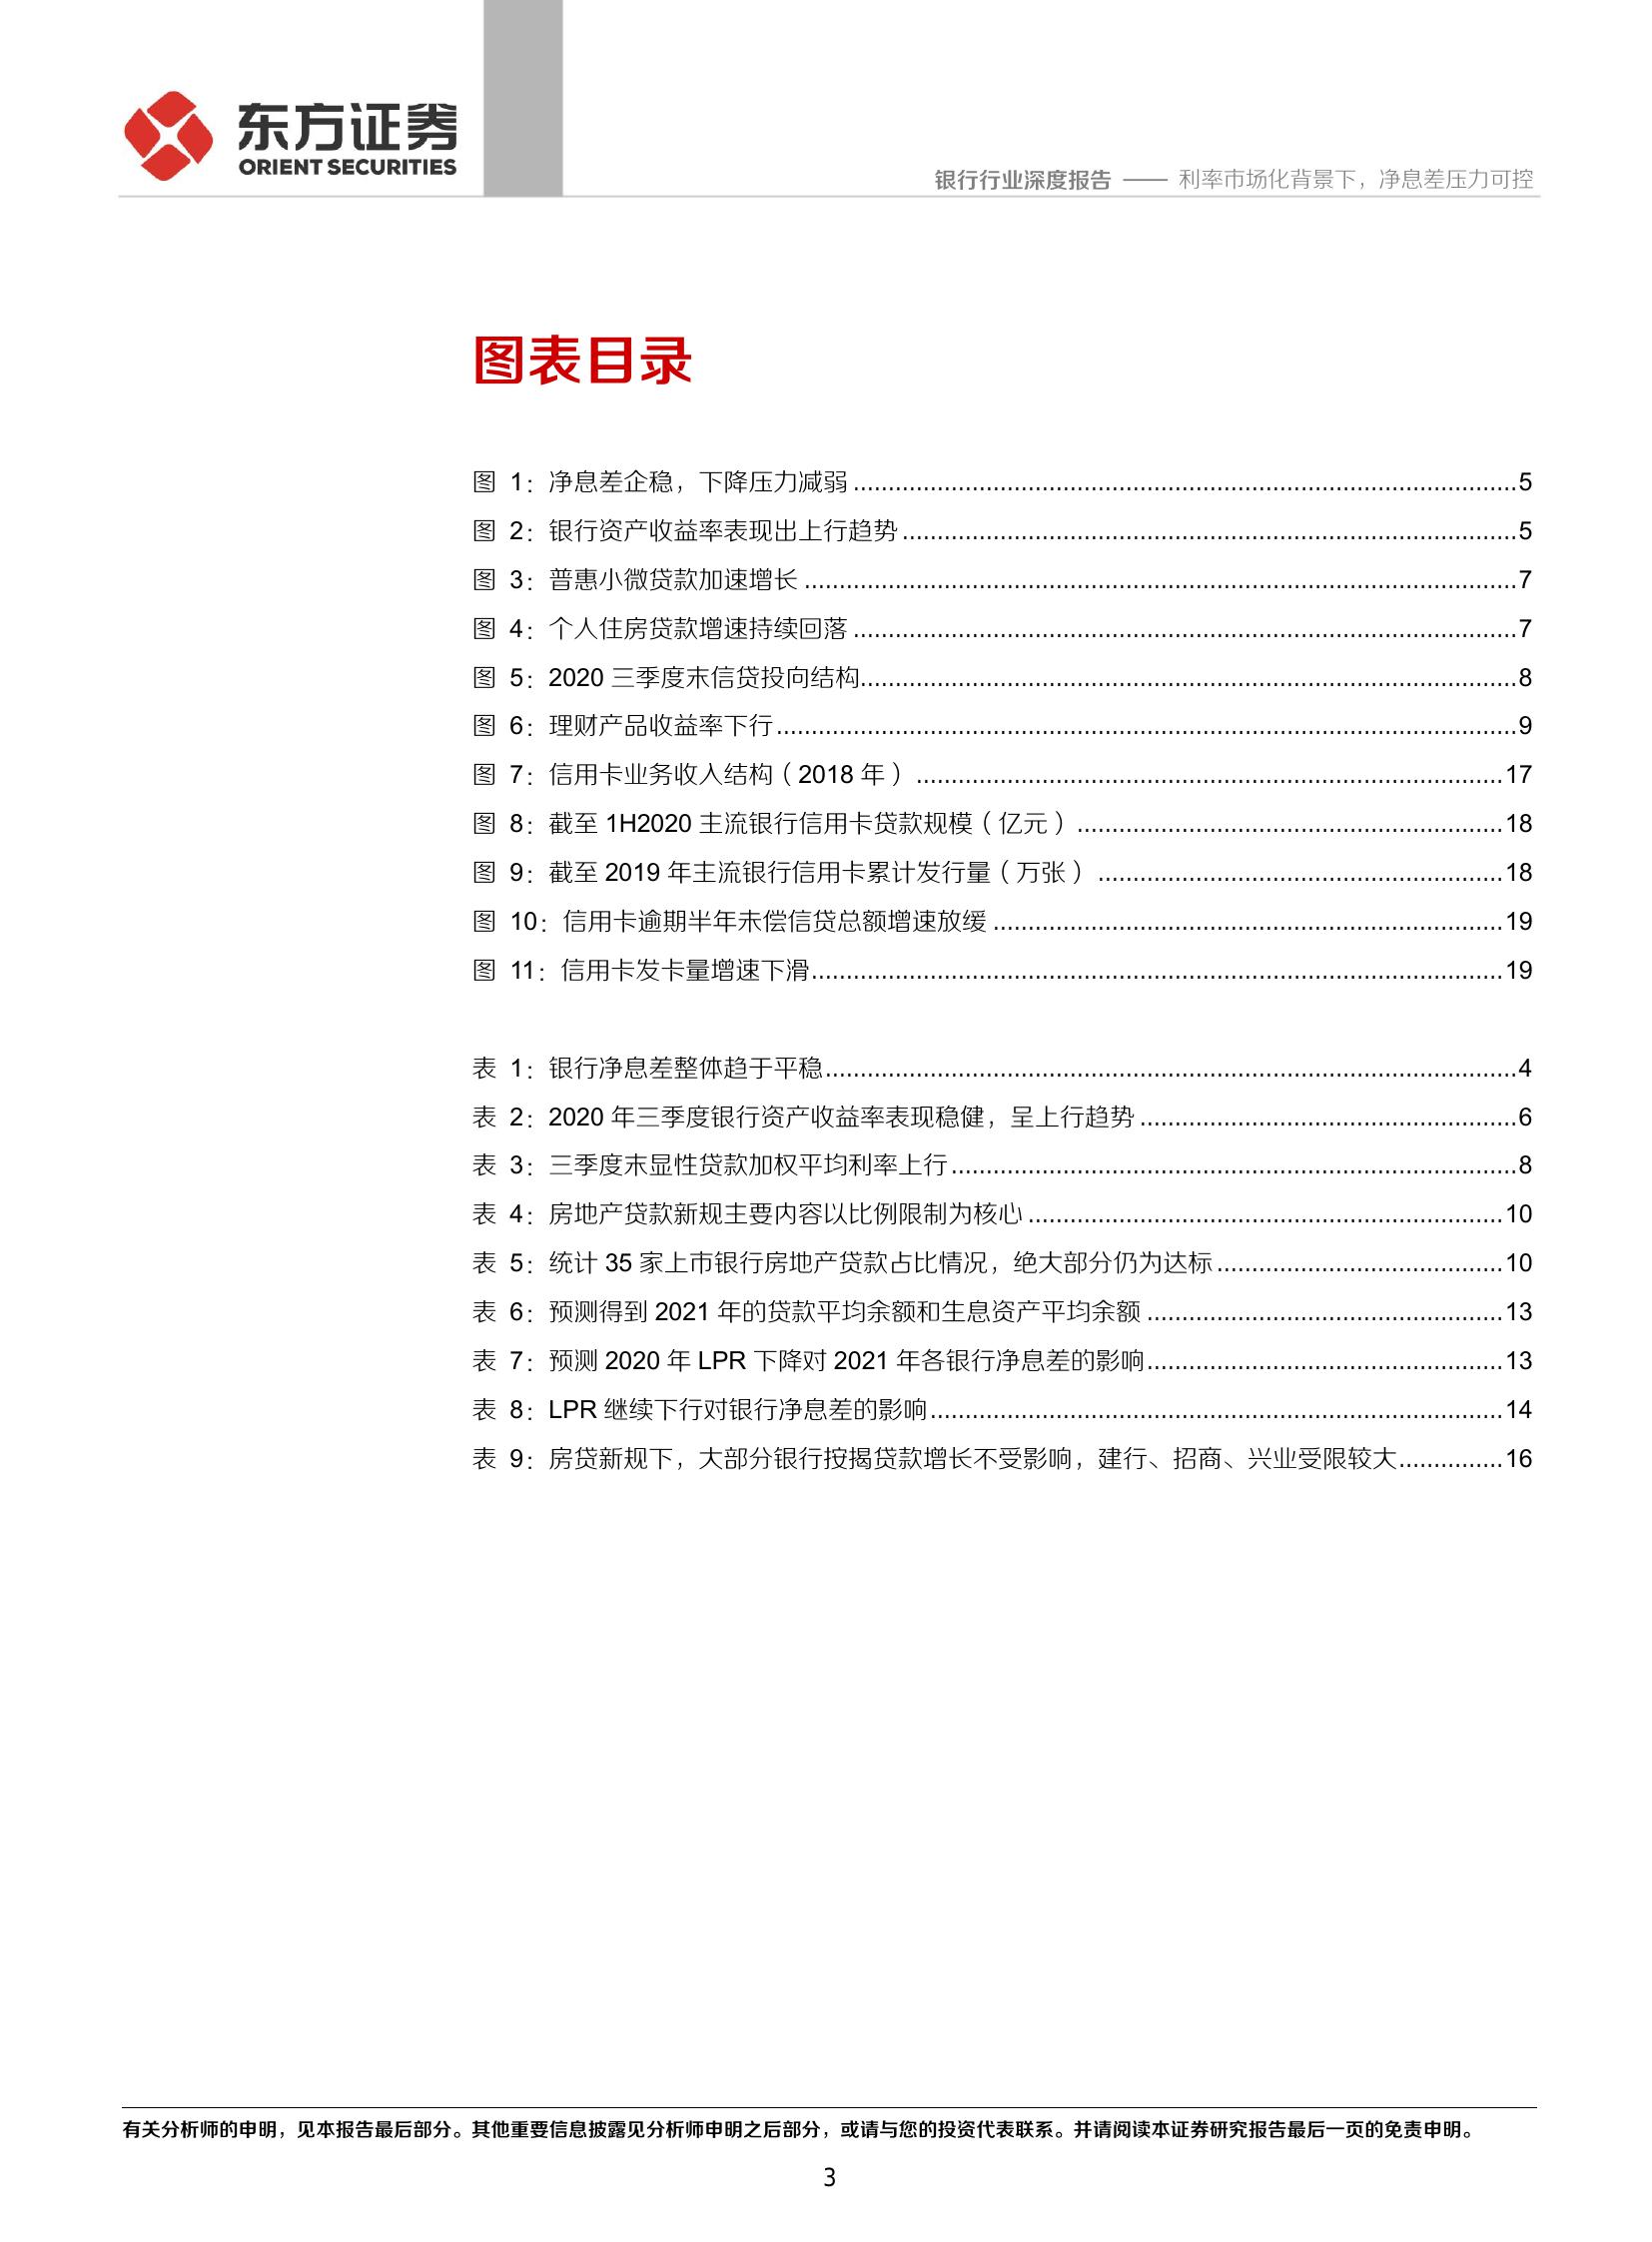 东方证券
ORIENT SECURITIES
银行行业深度报告 —— 利率市场化背景下，净息差压力可控
图表目录
图 1：净息差企稳，下降压力减弱......5
图 2：银行资产收益率表现出上行趋势......5
图 3：普惠小微贷款加速增长......7
图 4：个人住房贷款增速持续回落......7
图 5：2020 三季度末信贷投向结构......8
图 6：理财产品收益率下行......9
图 7：信用卡业务收入结构（2018 年）......17
图 8：截至 1H2020 主流银行信用卡贷款规模（亿元）......18
图 9：截至 2019 年主流银行信用卡累计发行量（万张）......18
图 10：信用卡逾期半年未偿信贷总额增速放缓......19
图 11：信用卡发卡量增速下滑......19
表 1：银行净息差整体趋于平稳......4
表 2：2020 年三季度银行资产收益率表现稳健，呈上行趋势......6
表 3：三季度末显性贷款加权平均利率上行......8
表 4：房地产贷款新规主要内容以比例限制为核心......10
表 5：统计 35 家上市银行房地产贷款占比情况，绝大部分仍为达标......10
表 6：预测得到 2021 年的贷款平均余额和生息资产平均余额......13
表 7：预测 2020 年 LPR 下降对 2021 年各银行净息差的影响......13
表 8：LPR 继续下行对银行净息差的影响......14
表 9：房贷新规下，大部分银行按揭贷款增长不受影响，建行、招商、兴业受限较大......16
有关分析师的申明，见本报告最后部分。其他重要信息披露见分析师申明之后部分，或请与您的投资代表联系。并请阅读本证券研究报告最后一页的免责申明。
3